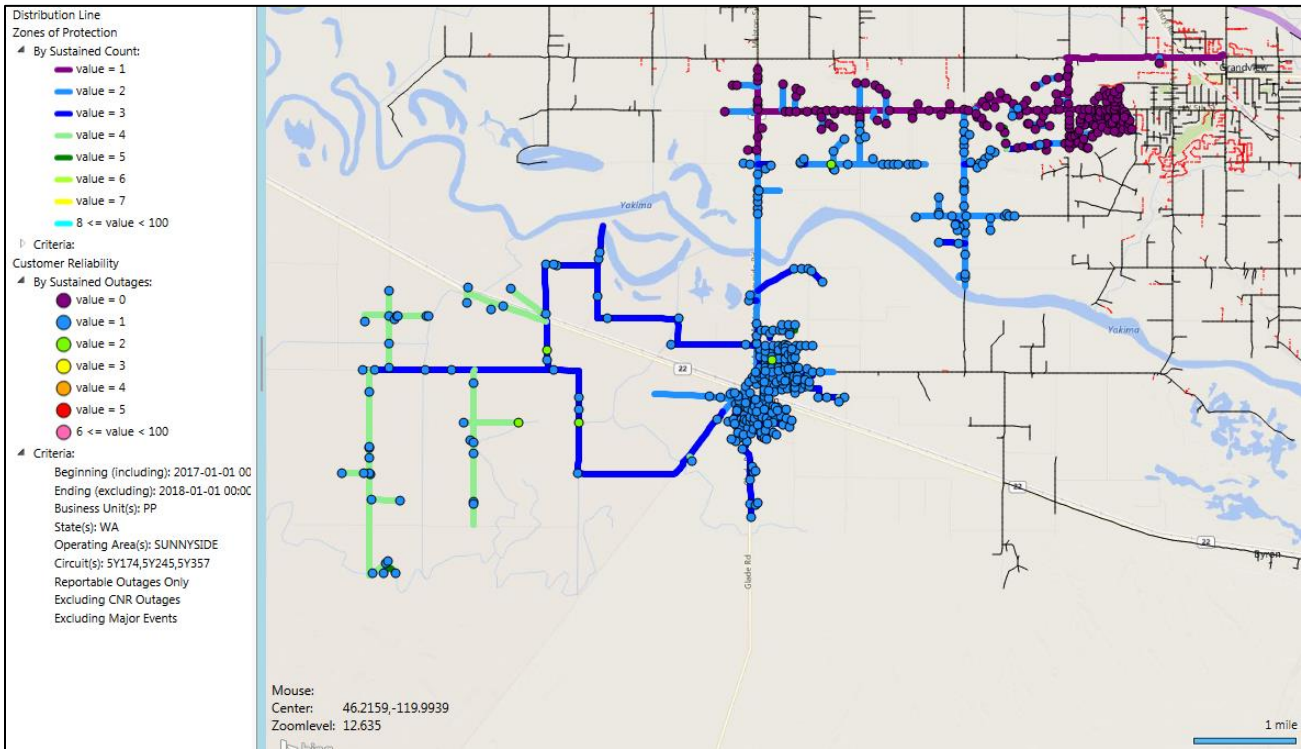 Distribution Line
Zones of Protection
By Sustained Count:
value = 1
value = 2
value = 3
value = 4
value = 5
value = 6
value = 7
8 <= value < 100
Criteria:
Customer Reliability
By Sustained Outages:
value = 0
value = 1
value = 2
value = 3
value = 4
value = 5
6 <= value < 100
Criteria:
Beginning (including): 2017-01-01 00
Ending (excluding): 2018-01-01 00:00
Business Unit(s): PP
State(s): WA
Operating Area(s): SUNNYSIDE
Circuit(s): 5Y174,5Y245,5Y357
Reportable Outages Only
Excluding CNR Outages
Excluding Major Events
Grandview
Yakima
Yakima
22
22
22
Byron
Glade Rd
Mouse:
Center: 46.2159,-119.9939
Zoomlevel: 12.635
1 mile